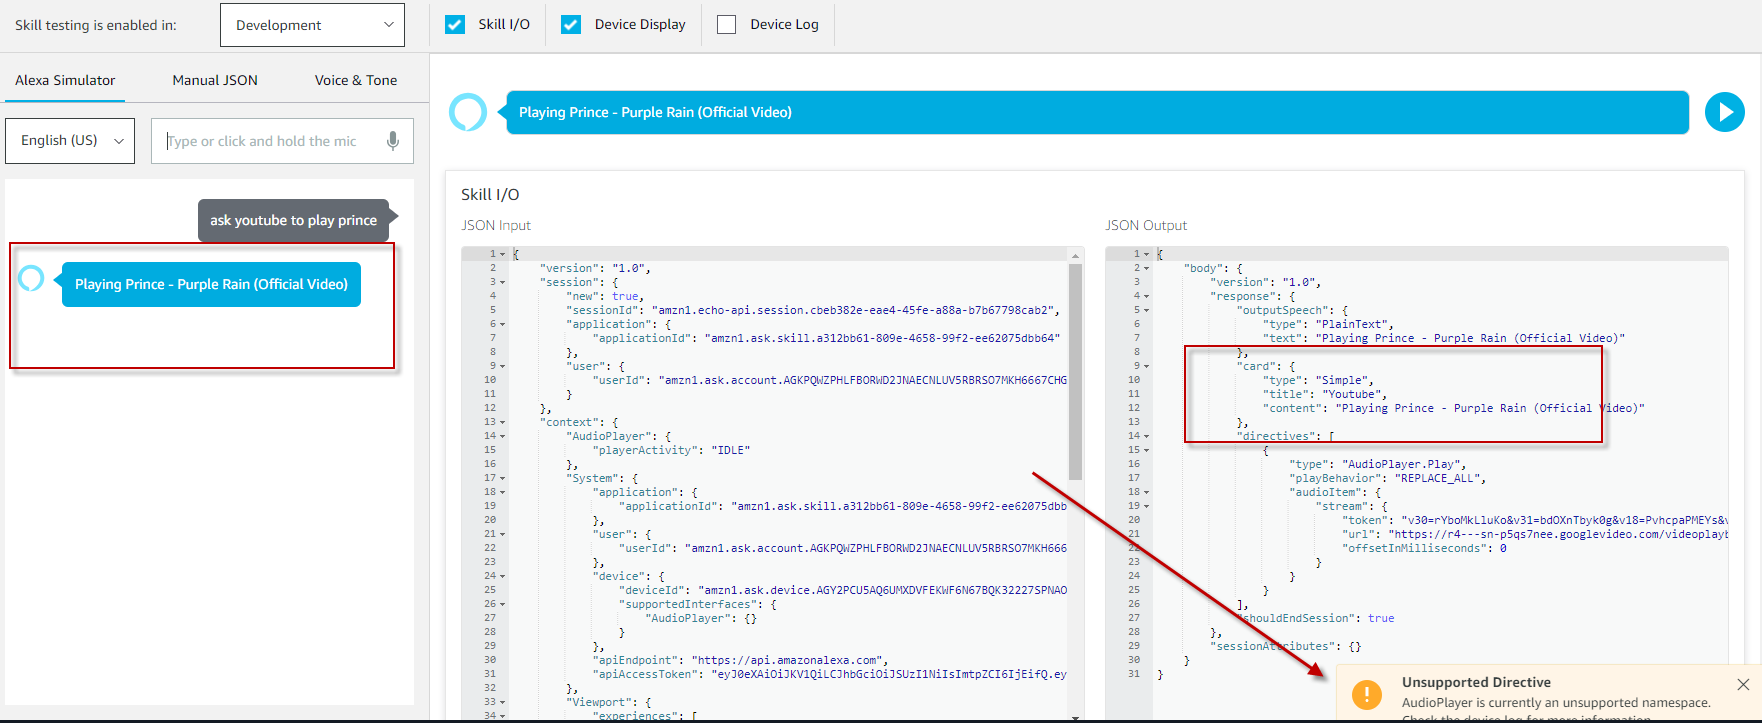 Skill testing is enabled in:
Development
Skill I/O
Device Display
Device Log
Alexa Simulator
Manual JSON
Voice & Tone
English (US)
Type or click and hold the mic
ask youtube to play prince
Playing Prince - Purple Rain (Official Video)
Playing Prince - Purple Rain (Official Video)
Skill I/O
JSON Input
1 {
2 "version": "1.0",
3 "session": {
4 "new": true,
5 "sessionId": "amzn1.echo-api.session.cbeb382e-eae4-45fe-a88a-b7b67798cab2",
6 "application": {
7 "applicationId": "amzn1.ask.skill.a312bb61-809e-4658-99f2-ee62075dbb64"
8 },
9 "user": {
10 "userId": "amzn1.ask.account.AGKPQWZPHLFBORWD2JNAECNLUV5RBRSO7MKH6667CHG
11 }
12 },
13 "context": {
14 "AudioPlayer": {
15 "playerActivity": "IDLE"
16 },
17 "System": {
18 "application": {
19 "applicationId": "amzn1.ask.skill.a312bb61-809e-4658-99f2-ee62075dbb
20 },
21 "user": {
22 "userId": "amzn1.ask.account.AGKPQWZPHLFBORWD2JNAECNLUV5RBRSO7MKH666
23 },
24 "device": {
25 "deviceId": "amzn1.ask.device.AGY2PCU5AQ6UMXDVFEKWF6N67BQK32227SPNAO
26 "supportedInterfaces": {
27 "AudioPlayer": {}
28 }
29 },
30 "apiEndpoint": "https://api.amazonalexa.com",
31 "apiAccessToken": "eyJ0eXAiOiJKV1QiLCJhbGciOiJSUzI1NiIsImtpZCI6IjEifQ.ey
32 },
33 "Viewport": {
34 "experiences": [
JSON Output
1 {
2 "body": {
3 "version": "1.0",
4 "response": {
5 "outputSpeech": {
6 "type": "PlainText",
7 "text": "Playing Prince - Purple Rain (Official Video)"
8 },
9 "card": {
10 "type": "Simple",
11 "title": "Youtube",
12 "content": "Playing Prince - Purple Rain (Official Video)"
13 },
14 "directives": [
15 {
16 "type": "AudioPlayer.Play",
17 "playBehavior": "REPLACE_ALL",
18 "audioItem": {
19 "stream": {
20 "token": "v30=rYboMkLluKo&v31=bdOXnTbyk0g&v18=PvhcpaPMEYs&v
21 "url": "https://r4---sn-p5qs7nee.googlevideo.com/videoplayb
22 "offsetInMilliseconds": 0
23 }
24 }
25 }
26 ],
27 "shouldEndSession": true
28 },
29 "sessionAttributes": {}
30 }
31 }
Unsupported Directive
AudioPlayer is currently an unsupported namespace.
Check the device log for more information